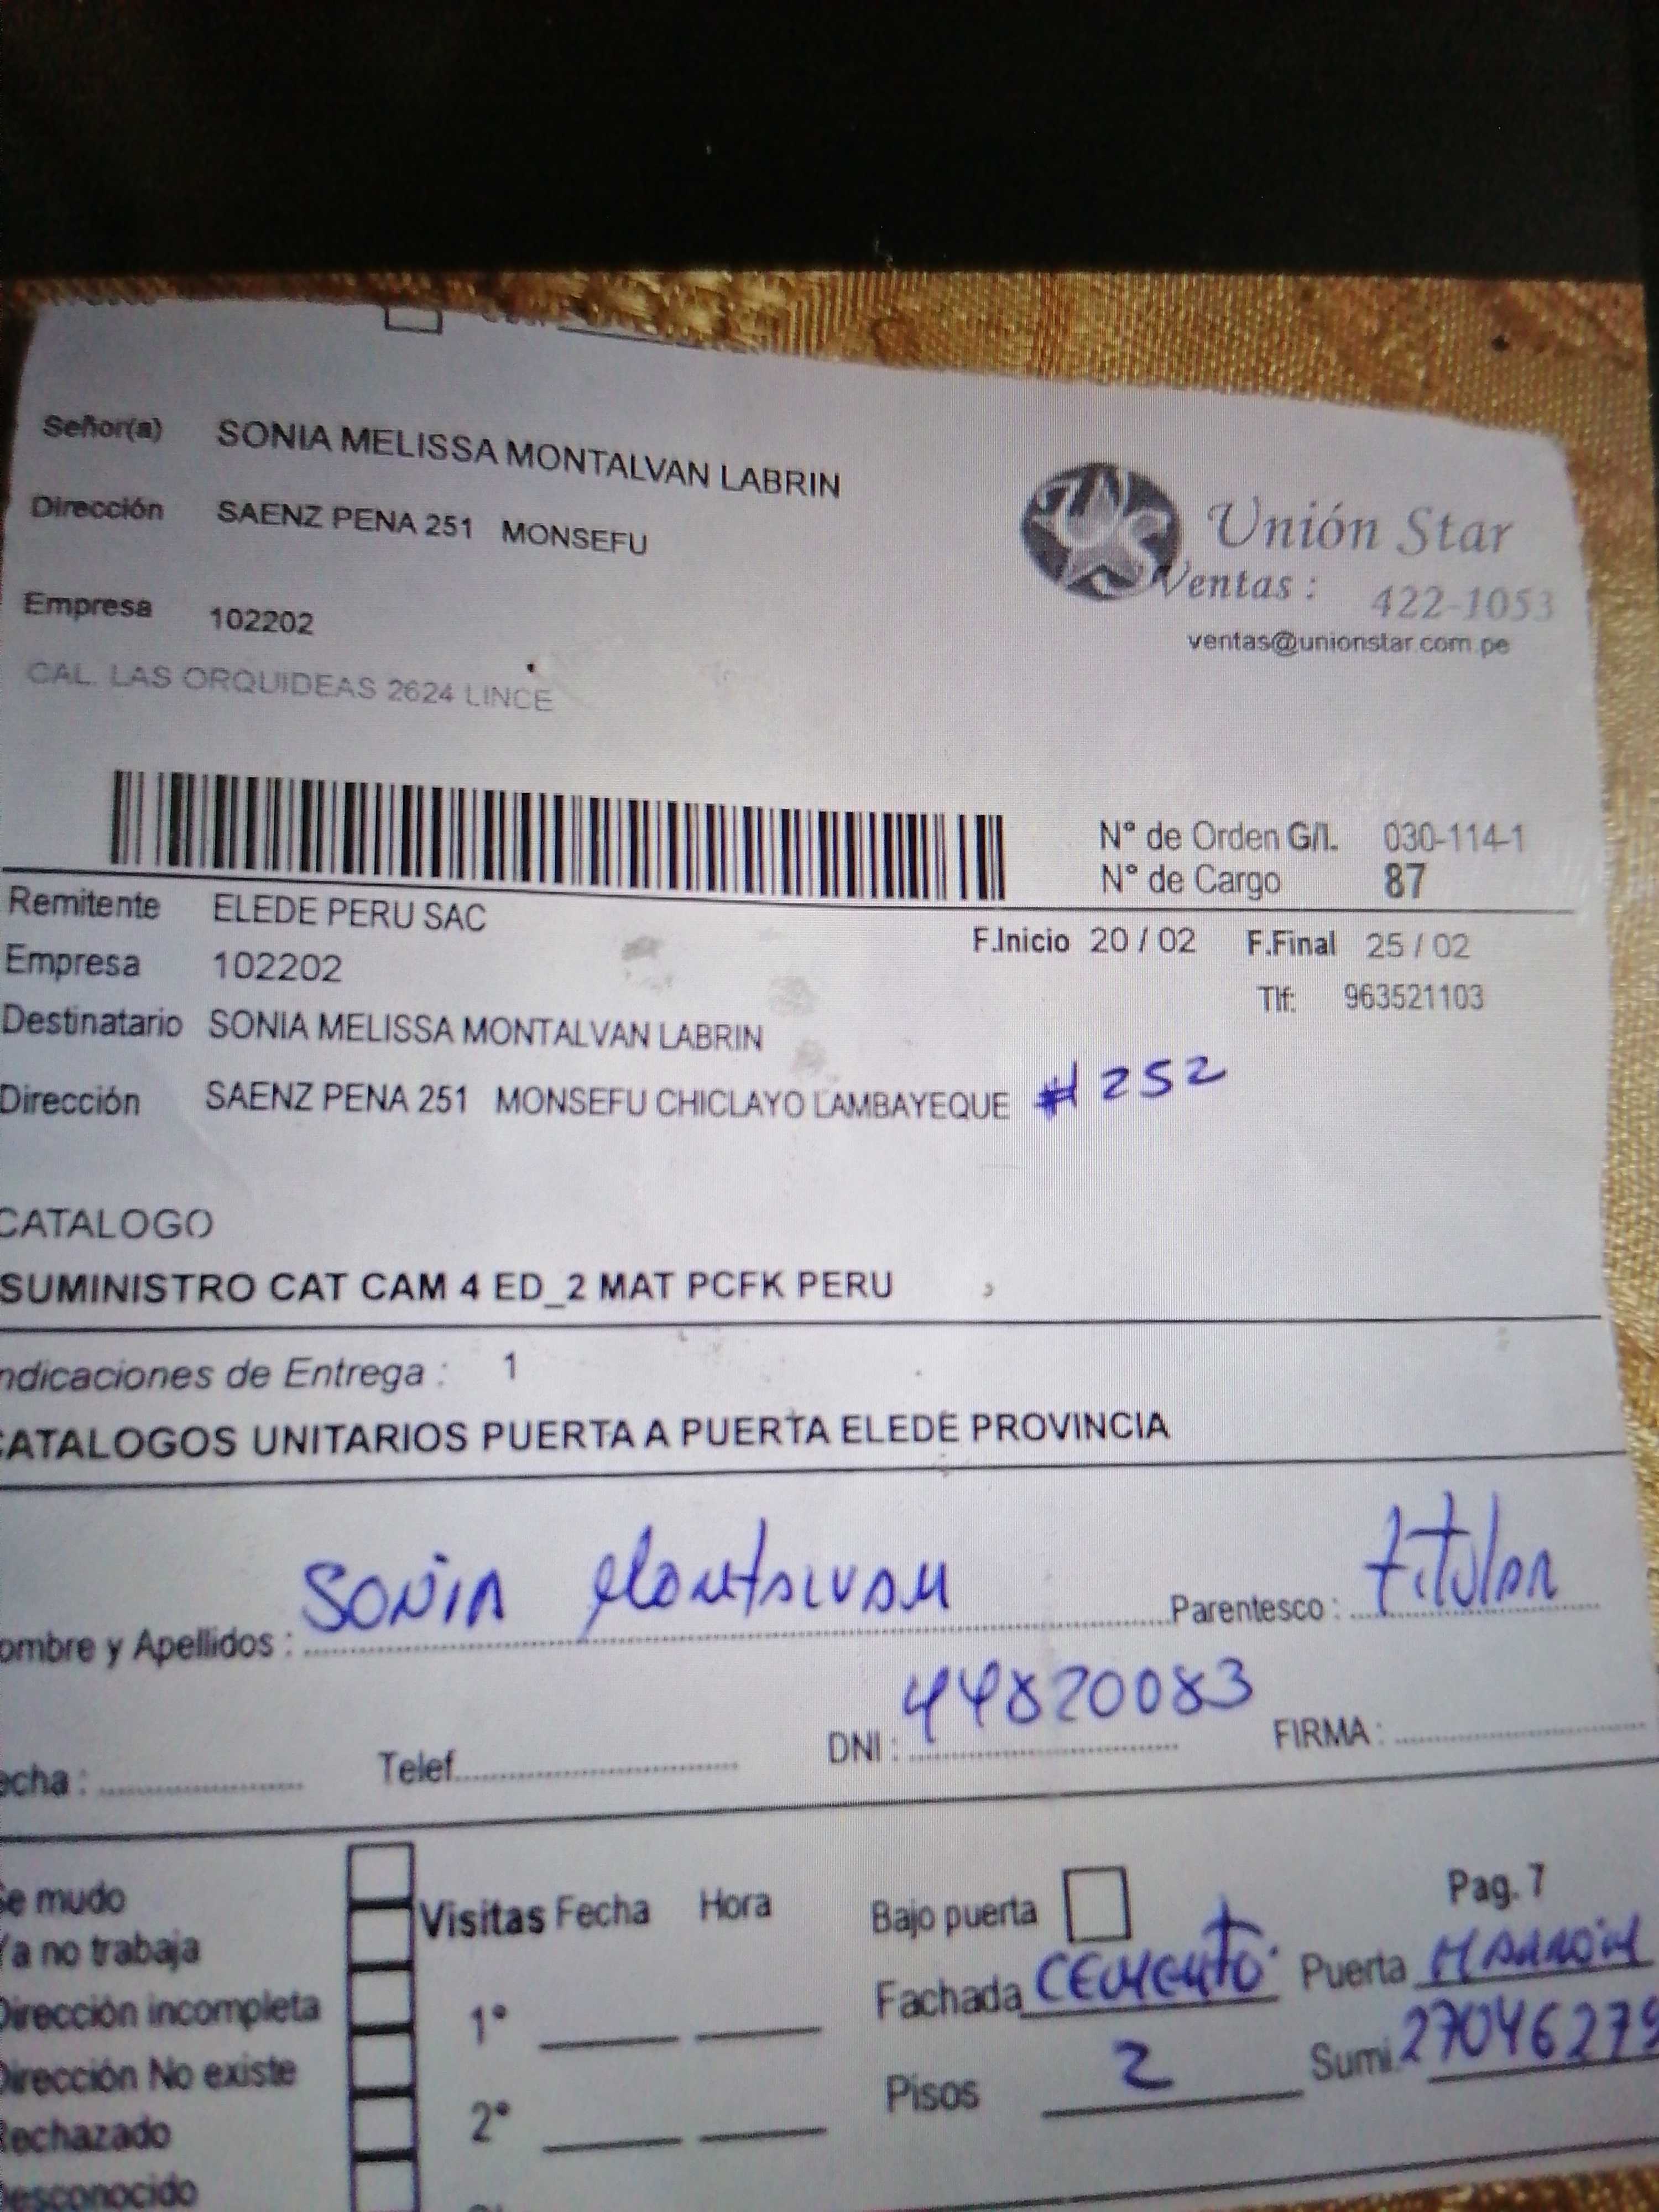 Señor(a) SONIA MELISSA MONTALVAN LABRIN
Dirección SAENZ PENA 251 MONSEFU
Unión Star
Ventas : 422-1053
ventas@unionstar.com.pe
Empresa 102202
CAL. LAS ORQUIDEAS 2624 LINCE
N° de Orden G/I. 030-114-1
N° de Cargo 87
Remitente ELEDE PERU SAC
F.Inicio 20 / 02 F.Final 25 / 02
Empresa 102202
Tlf: 963521103
Destinatario SONIA MELISSA MONTALVAN LABRIN
Dirección SAENZ PENA 251 MONSEFU CHICLAYO LAMBAYEQUE # 252
CATALOGO
SUMINISTRO CAT CAM 4 ED_2 MAT PCFK PERU
ndicaciones de Entrega : 1
CATALOGOS UNITARIOS PUERTA A PUERTA ELEDE PROVINCIA
ombre y Apellidos : SONIA Montalvan Parentesco : titular
echa : Telef. DNI : 44820083 FIRMA :
Se mudo
Ya no trabaja
Dirección incompleta
Dirección No existe
Rechazado
Desconocido
Visitas Fecha Hora
1°
2°
Bajo puerta Pag. 7
Fachada CEMENTO Puerta MARRÓN
Pisos 2 Sumi. 27046279